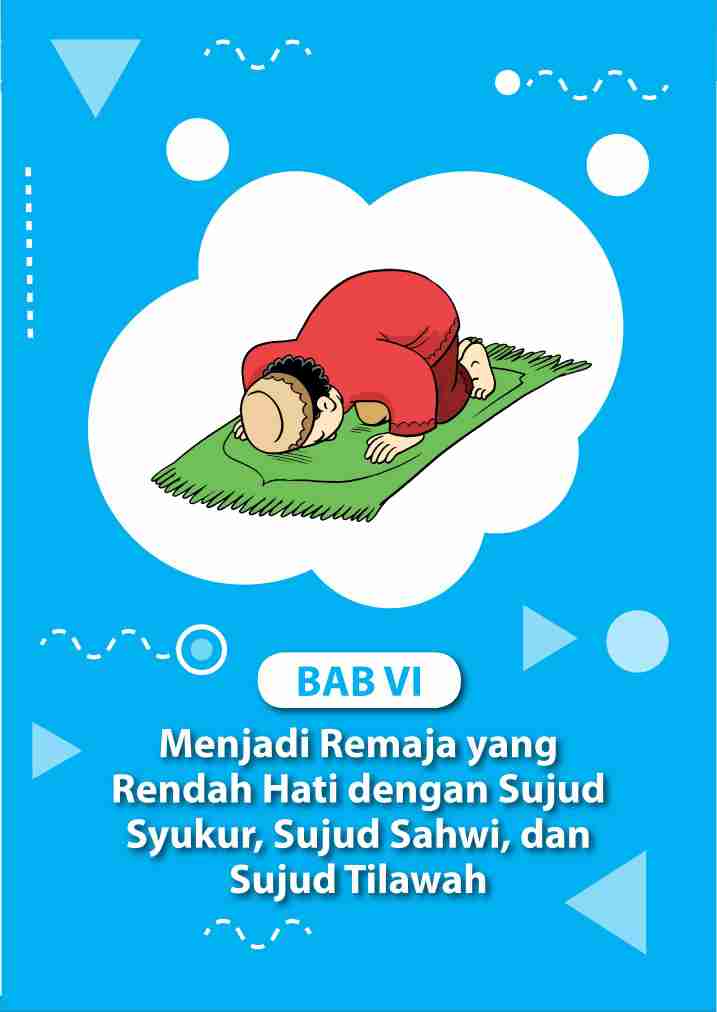 BAB VI
Menjadi Remaja yang
Rendah Hati dengan Sujud
Syukur, Sujud Sahwi, dan
Sujud Tilawah